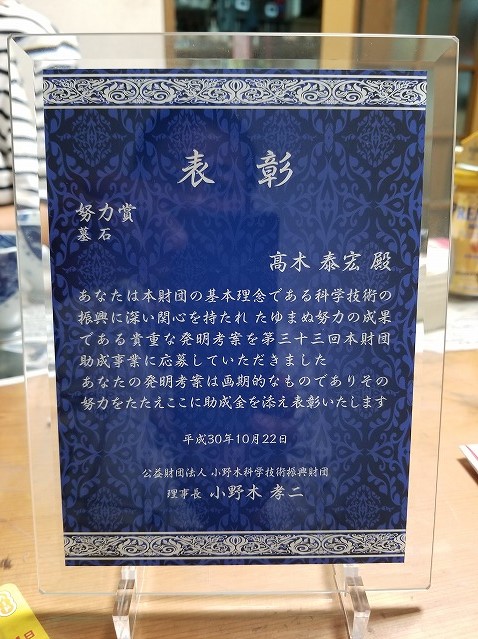 表 彰
努力賞
墓石
髙木 泰宏 殿
あなたは本財団の基本理念である科学技術の
振興に深い関心を持たれ たゆまぬ努力の成果
である貴重な発明考案を第三十三回本財団
助成事業に応募していただきました
あなたの発明考案は画期的なものでありその
努力をたたえここに助成金を添え表彰いたします
平成30年10月22日
公益財団法人 小野木科学技術振興財団
理事長 小野木 孝二